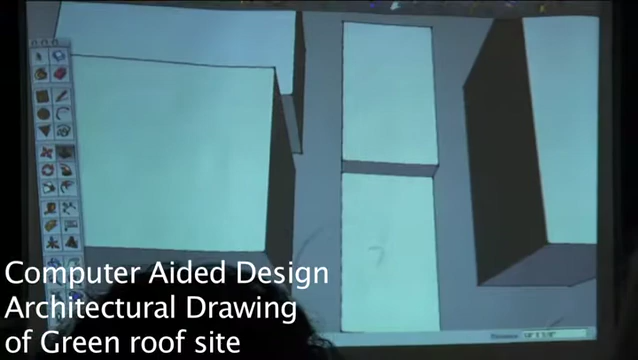 Computer Aided Design
Architectural Drawing
of Green roof site